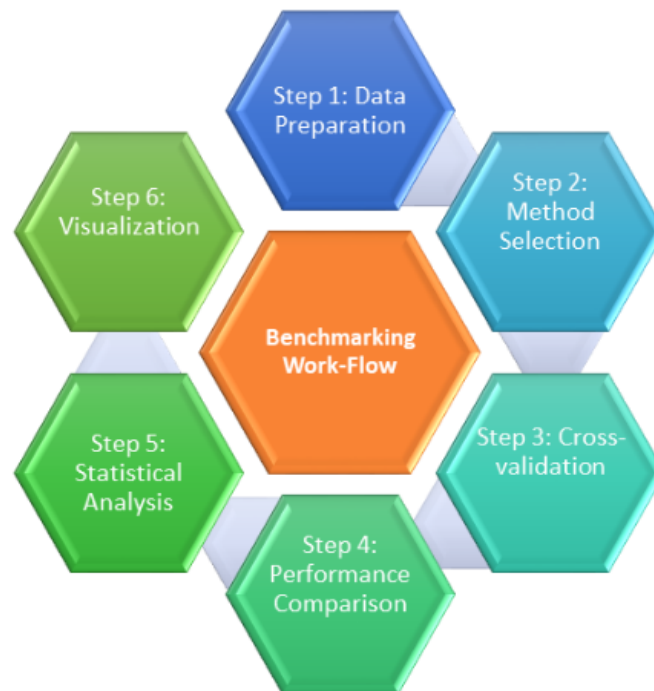 Step 1: Data
Preparation
Step 2:
Method
Selection
Step 3: Cross-
validation
Step 4:
Performance
Comparison
Step 5:
Statistical
Analysis
Step 6:
Visualization
Benchmarking
Work-Flow